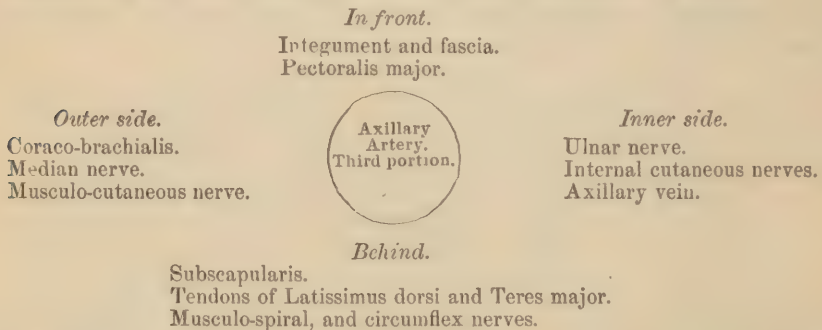 In front.
Integument and fascia.
Pectoralis major.
Outer side.
Coraco-brachialis.
Median nerve.
Musculo-cutaneous nerve.
Axillary
Artery.
Third portion.
Inner side.
Ulnar nerve.
Internal cutaneous nerves.
Axillary vein.
Behind.
Subscapularis.
Tendons of Latissimus dorsi and Teres major.
Musculo-spiral, and circumflex nerves.